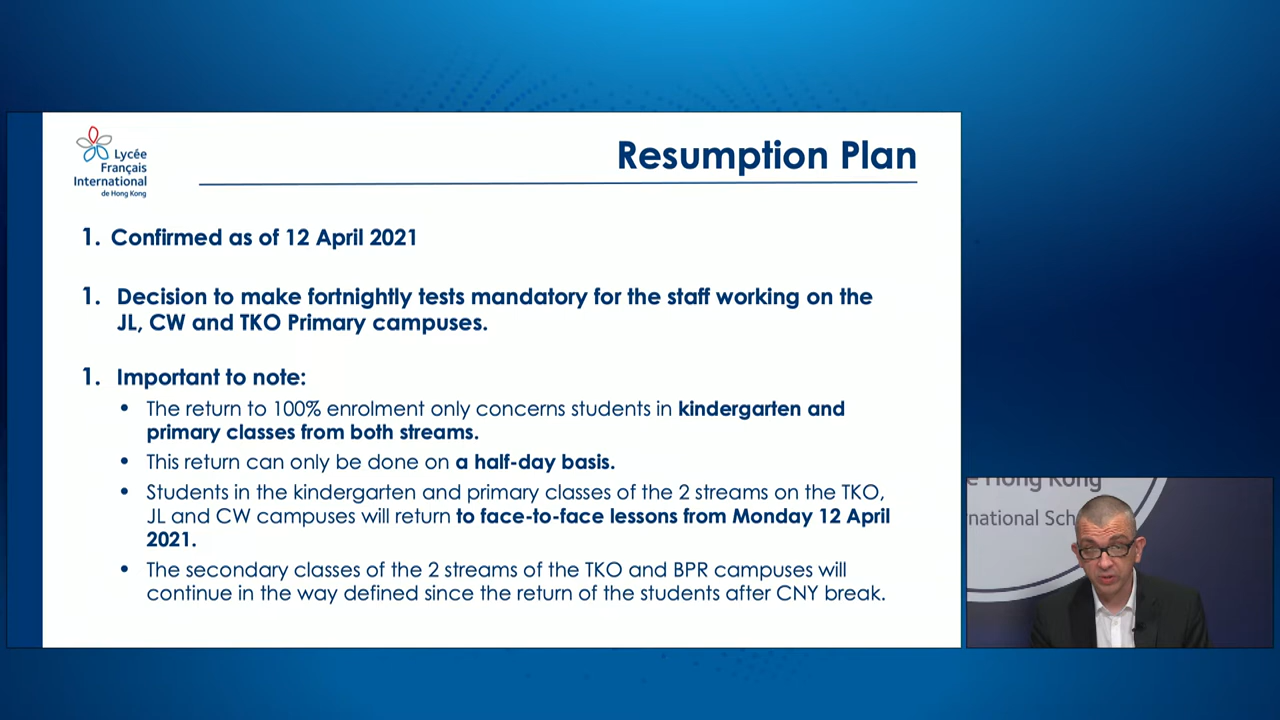 Lycée
Français
International
de Hong Kong
Resumption Plan
1. Confirmed as of 12 April 2021
1. Decision to make fortnightly tests mandatory for the staff working on the
JL, CW and TKO Primary campuses.
1. Important to note:
• The return to 100% enrolment only concerns students in kindergarten and
primary classes from both streams.
• This return can only be done on a half-day basis.
• Students in the kindergarten and primary classes of the 2 streams on the TKO,
JL and CW campuses will return to face-to-face lessons from Monday 12 April
2021.
• The secondary classes of the 2 streams of the TKO and BPR campuses will
continue in the way defined since the return of the students after CNY break.
e Hong Kong
national Sch